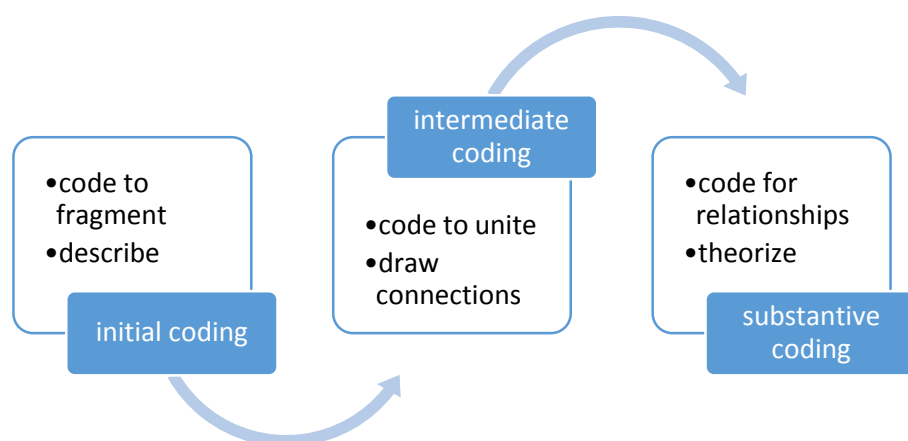 •code to
fragment
•describe
initial coding
intermediate
coding
•code to unite
•draw
connections
•code for
relationships
•theorize
substantive
coding